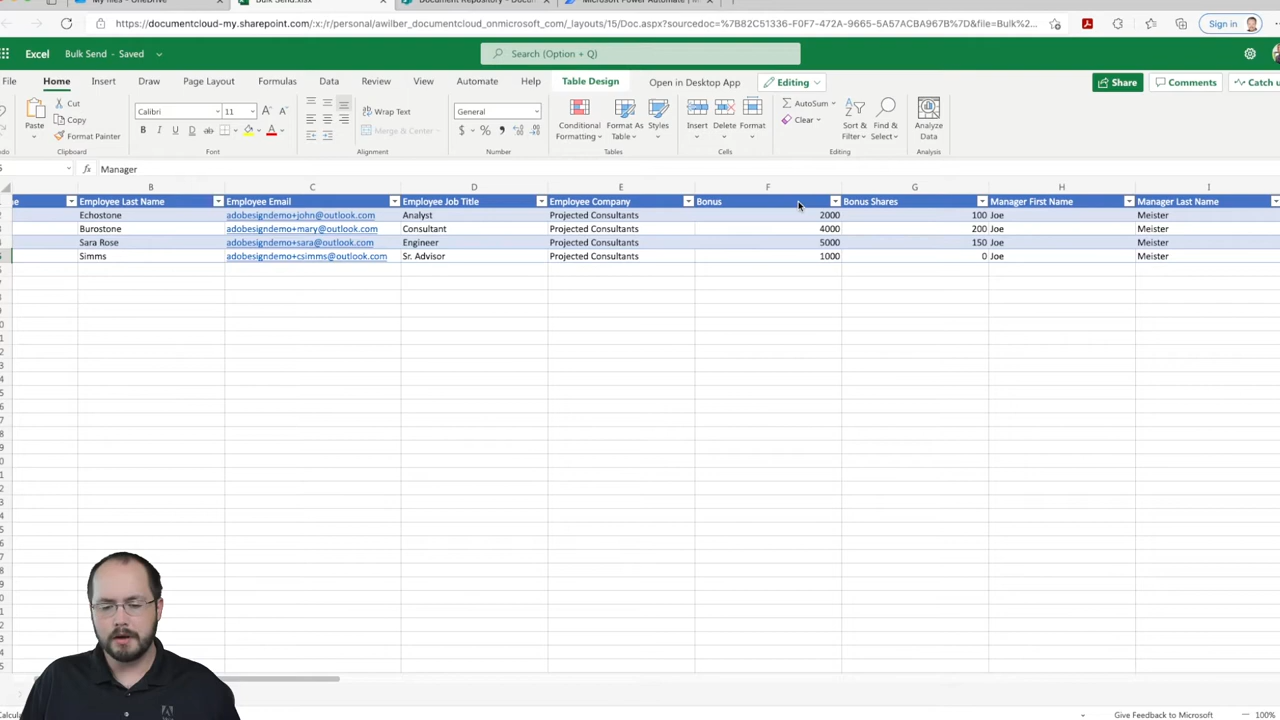 My files - OneDrive
Bulk Send.xlsx
Document Repository - Docum
Microsoft Power Automate | Mic
https://documentcloud-my.sharepoint.com/:x:/r/personal/awilber_documentcloud_onmicrosoft_com/_layouts/15/Doc.aspx?sourcedoc=%7B82C51336-F0F7-472A-9665-5A57ACBA967B%7D&file=Bulk%2...
Sign in
Excel
Bulk Send - Saved
Search (Option + Q)
File Home Insert Draw Page Layout Formulas Data Review View Automate Help Table Design Open in Desktop App Editing Share Comments Catch u
Paste Cut Copy Format Painter
Calibri 11
Wrap Text
Merge & Center
General
Conditional Formatting
Format As Table
Styles
Insert Delete Format
AutoSum
Clear
Sort & Filter
Find & Select
Analyze Data
Clipboard Font Alignment Number Tables Cells Editing Analysis
fx Manager
B C D E F G H I
Employee Last Name Employee Email Employee Job Title Employee Company Bonus Bonus Shares Manager First Name Manager Last Name
Echostone adobesigndemo+john@outlook.com Analyst Projected Consultants 2000 100 Joe Meister
Burostone adobesigndemo+mary@outlook.com Consultant Projected Consultants 4000 200 Joe Meister
Sara Rose adobesigndemo+sara@outlook.com Engineer Projected Consultants 5000 150 Joe Meister
Simms adobesigndemo+csimms@outlook.com Sr. Advisor Projected Consultants 1000 0 Joe Meister
Calcula
Give Feedback to Microsoft
100%